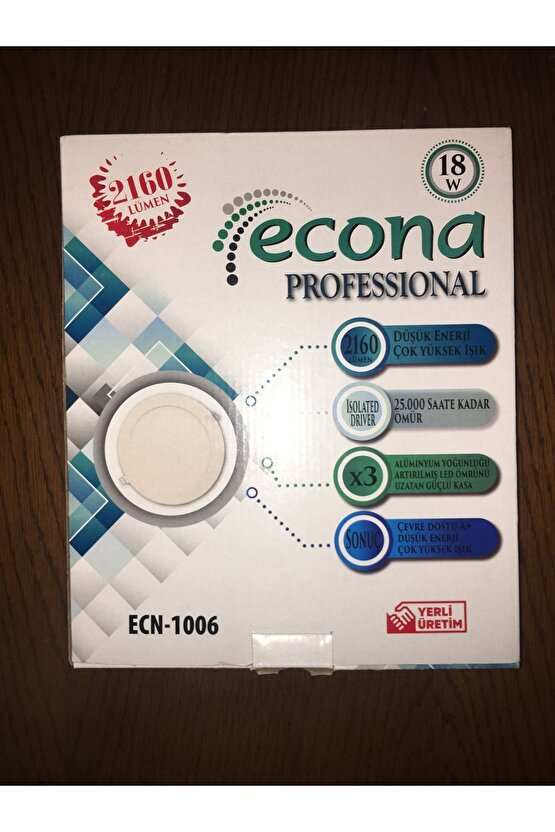 2160
LÜMEN
18
W
econa
PROFESSIONAL
2160
LÜMEN
DÜŞÜK ENERJİ
ÇOK YÜKSEK IŞIK
İSOLATED
DRIVER
25.000 SAATE KADAR
ÖMÜR
x3
ALÜMİNYUM YOĞUNLUĞU
ARTIRILMIŞ LED ÖMRÜNÜ
UZATAN GÜÇLÜ KASA
SONUÇ
ÇEVRE DOSTU A+
DÜŞÜK ENERJİ
ÇOK YÜKSEK IŞIK
ECN-1006
YERLİ
ÜRETİM